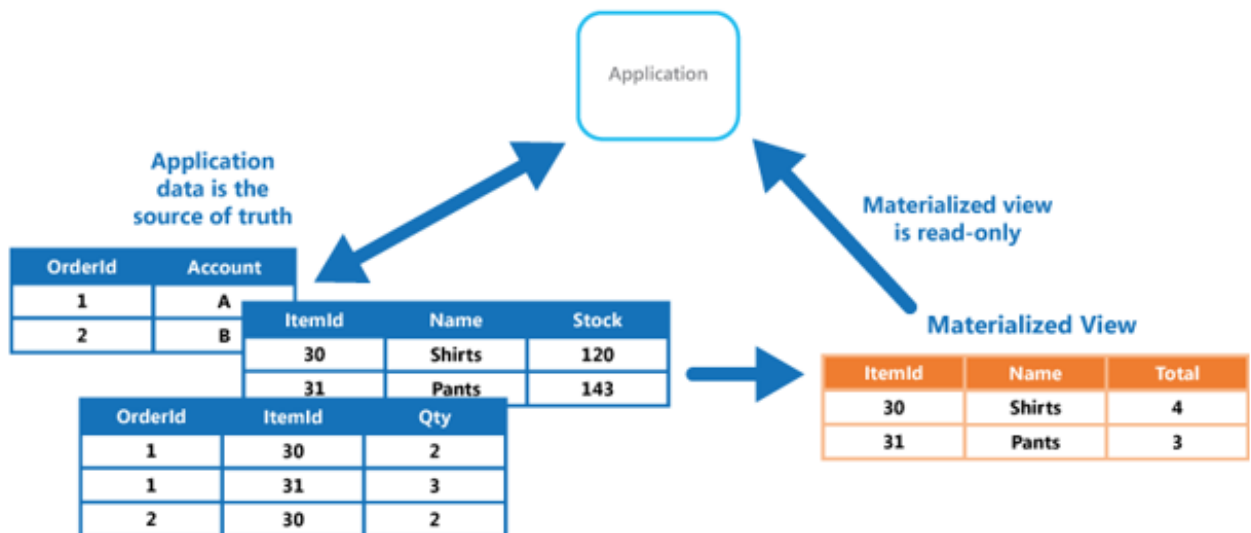 Application
Application
data is the
source of truth
Materialized view
is read-only
OrderId Account
1 A
2 B
ItemId Name Stock
30 Shirts 120
31 Pants 143
OrderId ItemId Qty
1 30 2
1 31 3
2 30 2
Materialized View
ItemId Name Total
30 Shirts 4
31 Pants 3